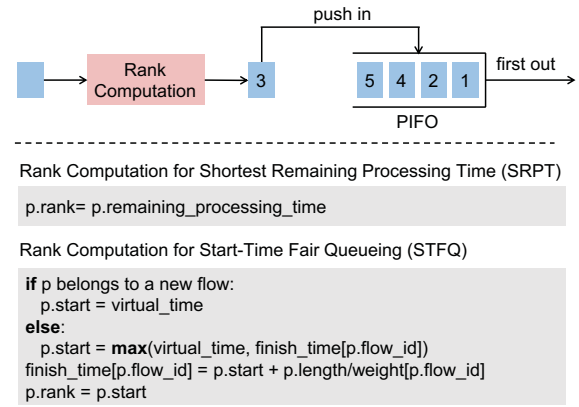 push in
Rank
Computation
3
5 4 2 1
first out
PIFO
Rank Computation for Shortest Remaining Processing Time (SRPT)
p.rank= p.remaining_processing_time
Rank Computation for Start-Time Fair Queueing (STFQ)
if p belongs to a new flow:
p.start = virtual_time
else:
p.start = max(virtual_time, finish_time[p.flow_id])
finish_time[p.flow_id] = p.start + p.length/weight[p.flow_id]
p.rank = p.start